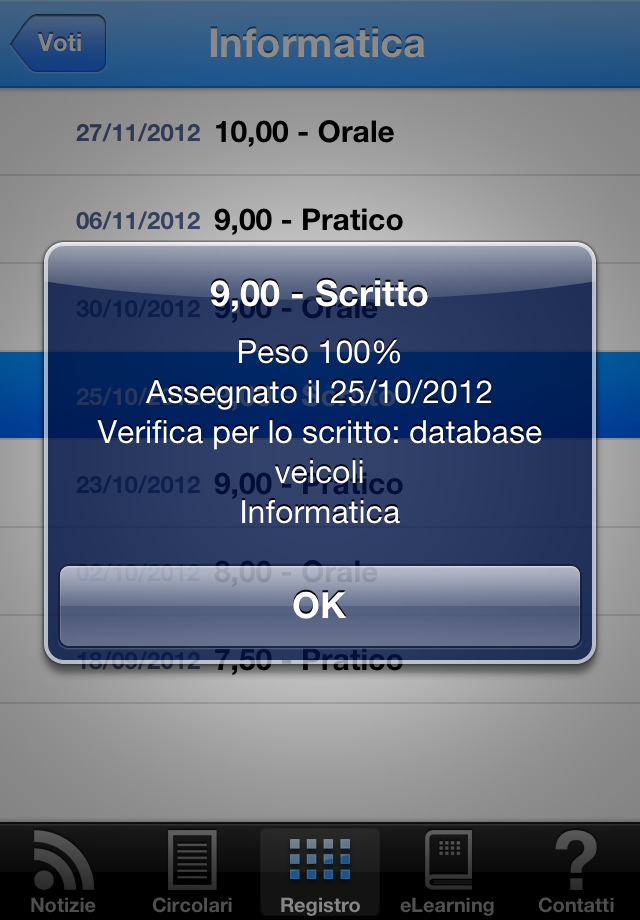 Voti
Informatica
27/11/2012 10,00 - Orale
06/11/2012 9,00 - Pratico
9,00 - Scritto
30/10/2012 9,00 - Orale
Peso 100%
Assegnato il 25/10/2012
25/10
Verifica per lo scritto: database
veicoli
23/10/2012 9,00 - Pratico
Informatica
02/10/2012 8,00 - Orale
OK
18/09/2012 7,50 - Pratico
Notizie
Circolari
Registro
eLearning
Contatti